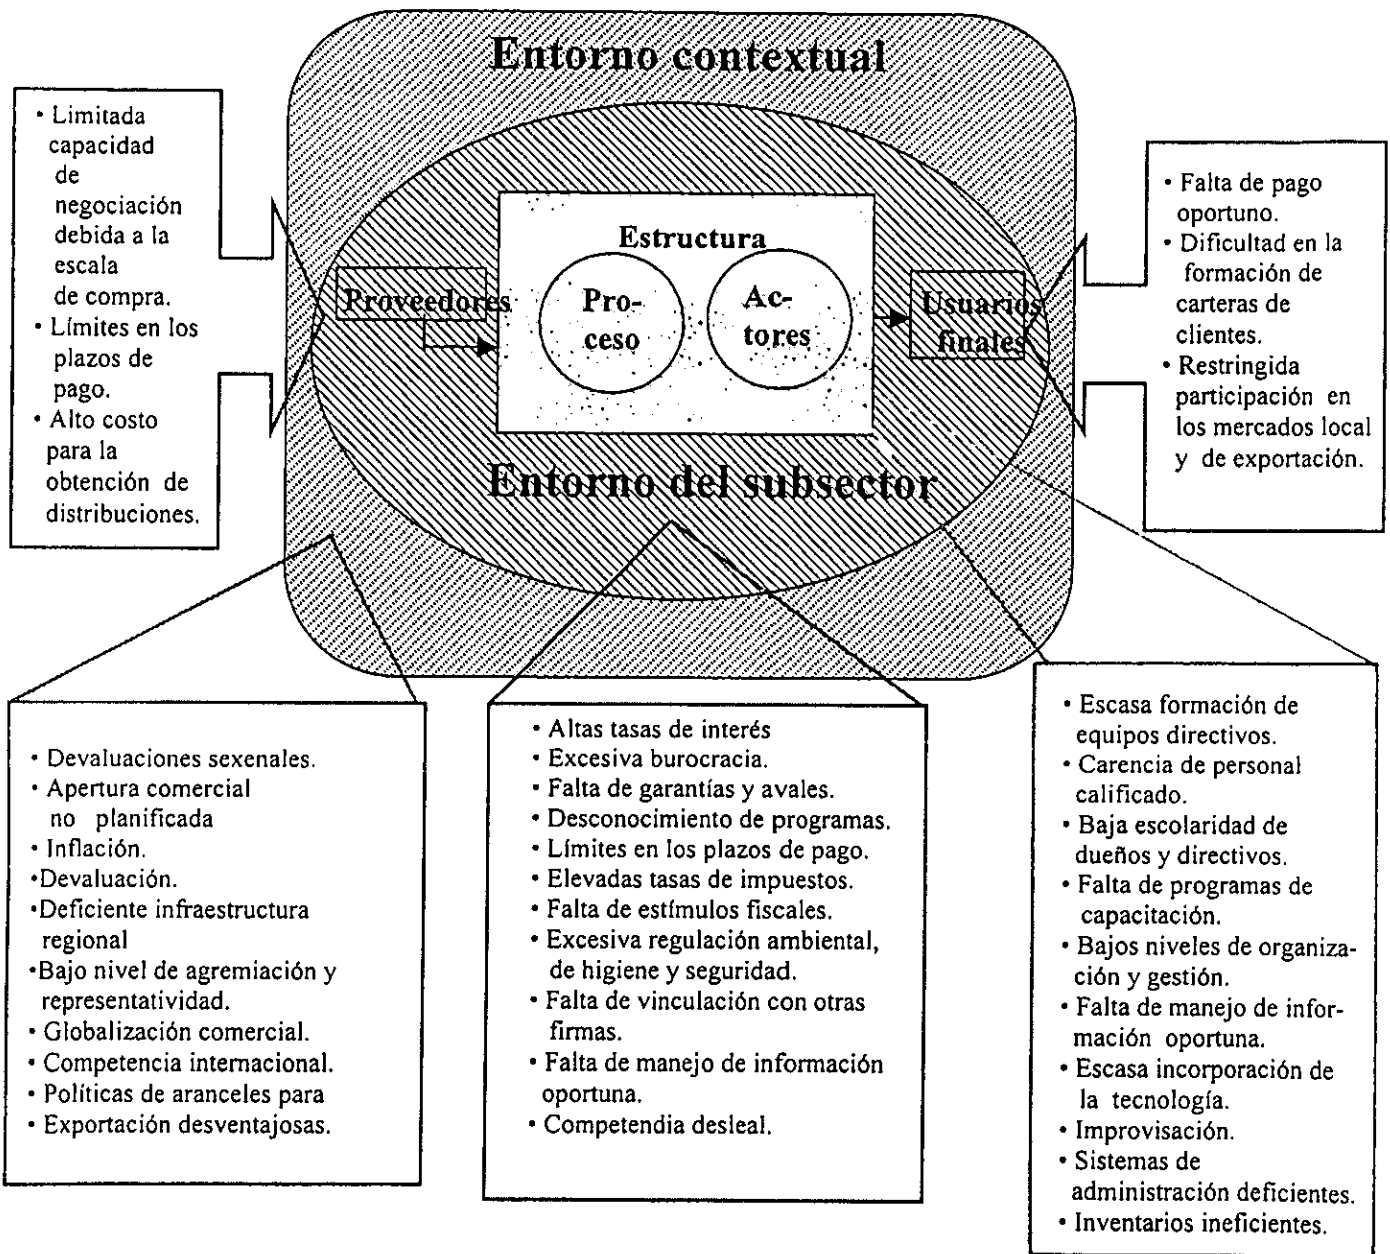 Entorno contextual
• Limitada
capacidad
de
negociación
debida a la
escala
de compra.
• Límites en los
plazos de
pago.
• Alto costo
para la
obtención de
distribuciones.
Estructura
Proveedores
Pro-
ceso
Ac-
tores
Usuarios
finales
Entorno del subsector
• Falta de pago
oportuno.
• Dificultad en la
formación de
carteras de
clientes.
• Restringida
participación en
los mercados local
y de exportación.
• Devaluaciones sexenales.
• Apertura comercial
no planificada
• Inflación.
•Devaluación.
•Deficiente infraestructura
regional
•Bajo nivel de agremiación y
representatividad.
• Globalización comercial.
• Competencia internacional.
• Políticas de aranceles para
• Exportación desventajosas.
• Altas tasas de interés
• Excesiva burocracia.
• Falta de garantías y avales.
• Desconocimiento de programas.
• Límites en los plazos de pago.
• Elevadas tasas de impuestos.
• Falta de estímulos fiscales.
• Excesiva regulación ambiental,
de higiene y seguridad.
• Falta de vinculación con otras
firmas.
• Falta de manejo de información
oportuna.
• Competendia desleal.
• Escasa formación de
equipos directivos.
• Carencia de personal
calificado.
• Baja escolaridad de
dueños y directivos.
• Falta de programas de
capacitación.
• Bajos niveles de organiza-
ción y gestión.
• Falta de manejo de infor-
mación oportuna.
• Escasa incorporación de
la tecnología.
• Improvisación.
• Sistemas de
administración deficientes.
• Inventarios ineficientes.